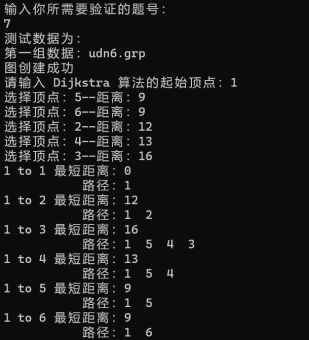 输入你所需要验证的题号：
7
测试数据为：
第一组数据：udn6.grp
图创建成功
请输入 Dijkstra 算法的起始顶点：1
选择顶点：5--距离：9
选择顶点：6--距离：9
选择顶点：2--距离：12
选择顶点：4--距离：13
选择顶点：3--距离：16
1 to 1 最短距离：0
路径：1
1 to 2 最短距离：12
路径：1  2
1 to 3 最短距离：16
路径：1  5  4  3
1 to 4 最短距离：13
路径：1  5  4
1 to 5 最短距离：9
路径：1  5
1 to 6 最短距离：9
路径：1  6